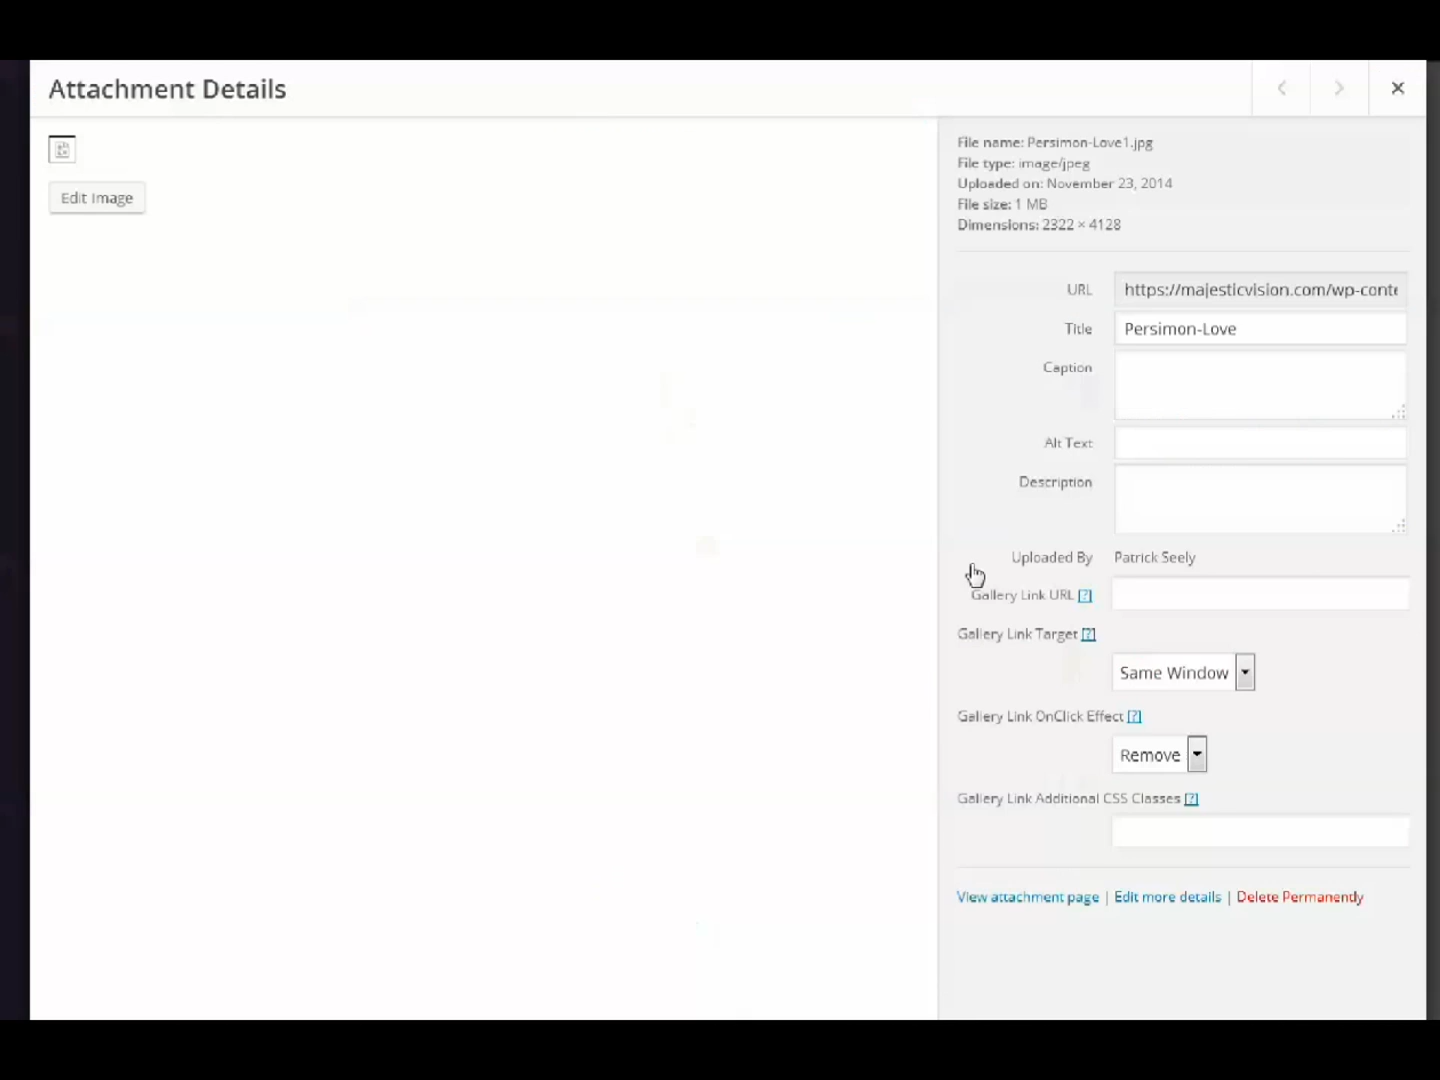 Attachment Details
Edit Image
File name: Persimon-Love1.jpg
File type: image/jpeg
Uploaded on: November 23, 2014
File size: 1 MB
Dimensions: 2322 × 4128
URL https://majesticvision.com/wp-conte
Title Persimon-Love
Caption
Alt Text
Description
Uploaded By Patrick Seely
Gallery Link URL [?]
Gallery Link Target [?]
Same Window
Gallery Link OnClick Effect [?]
Remove
Gallery Link Additional CSS Classes [?]
View attachment page | Edit more details | Delete Permanently